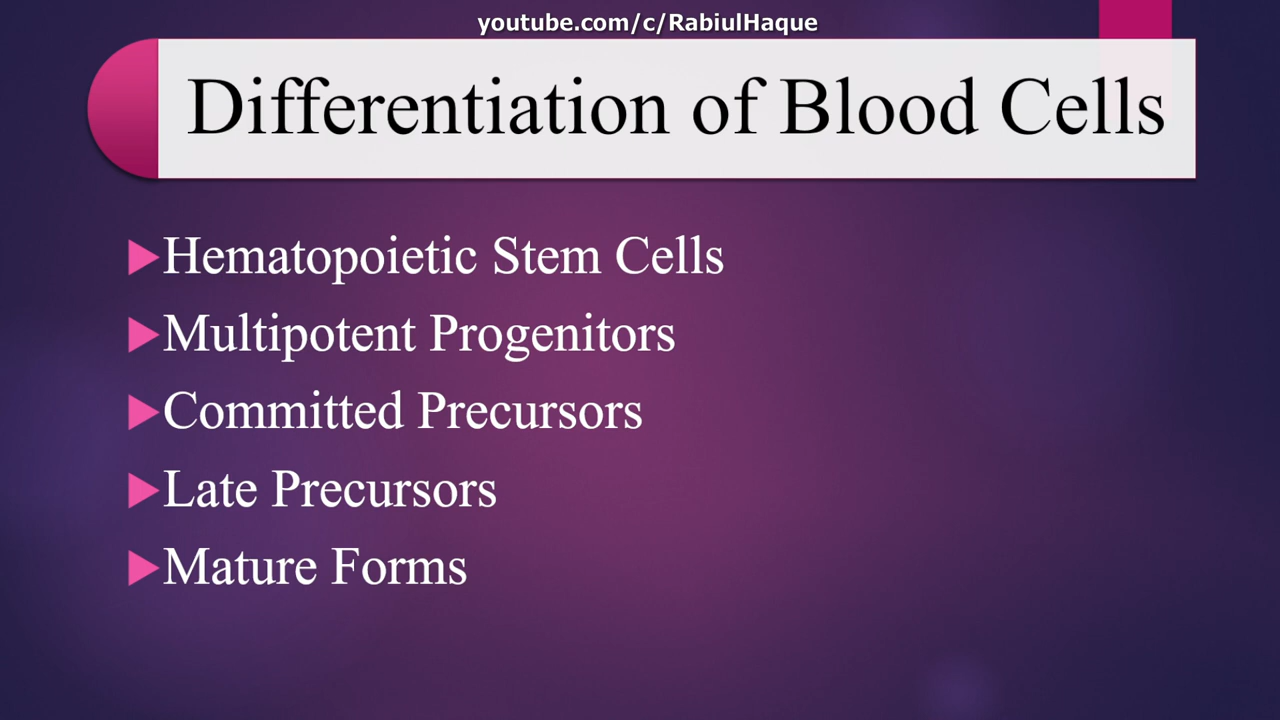 youtube.com/c/RabiulHaque
Differentiation of Blood Cells
Hematopoietic Stem Cells
Multipotent Progenitors
Committed Precursors
Late Precursors
Mature Forms